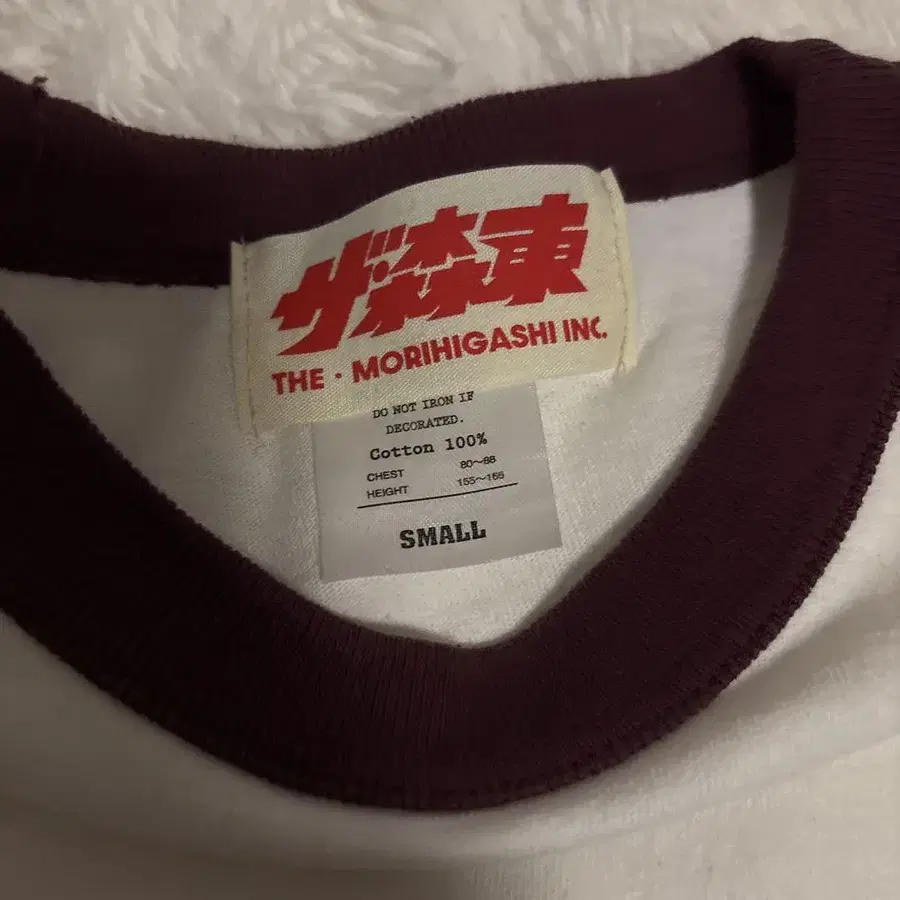 ザ・森東
THE · MORIHIGASHI INC.
DO NOT IRON IF
DECORATED.
Cotton 100%
CHEST 80～88
HEIGHT 155～165
SMALL